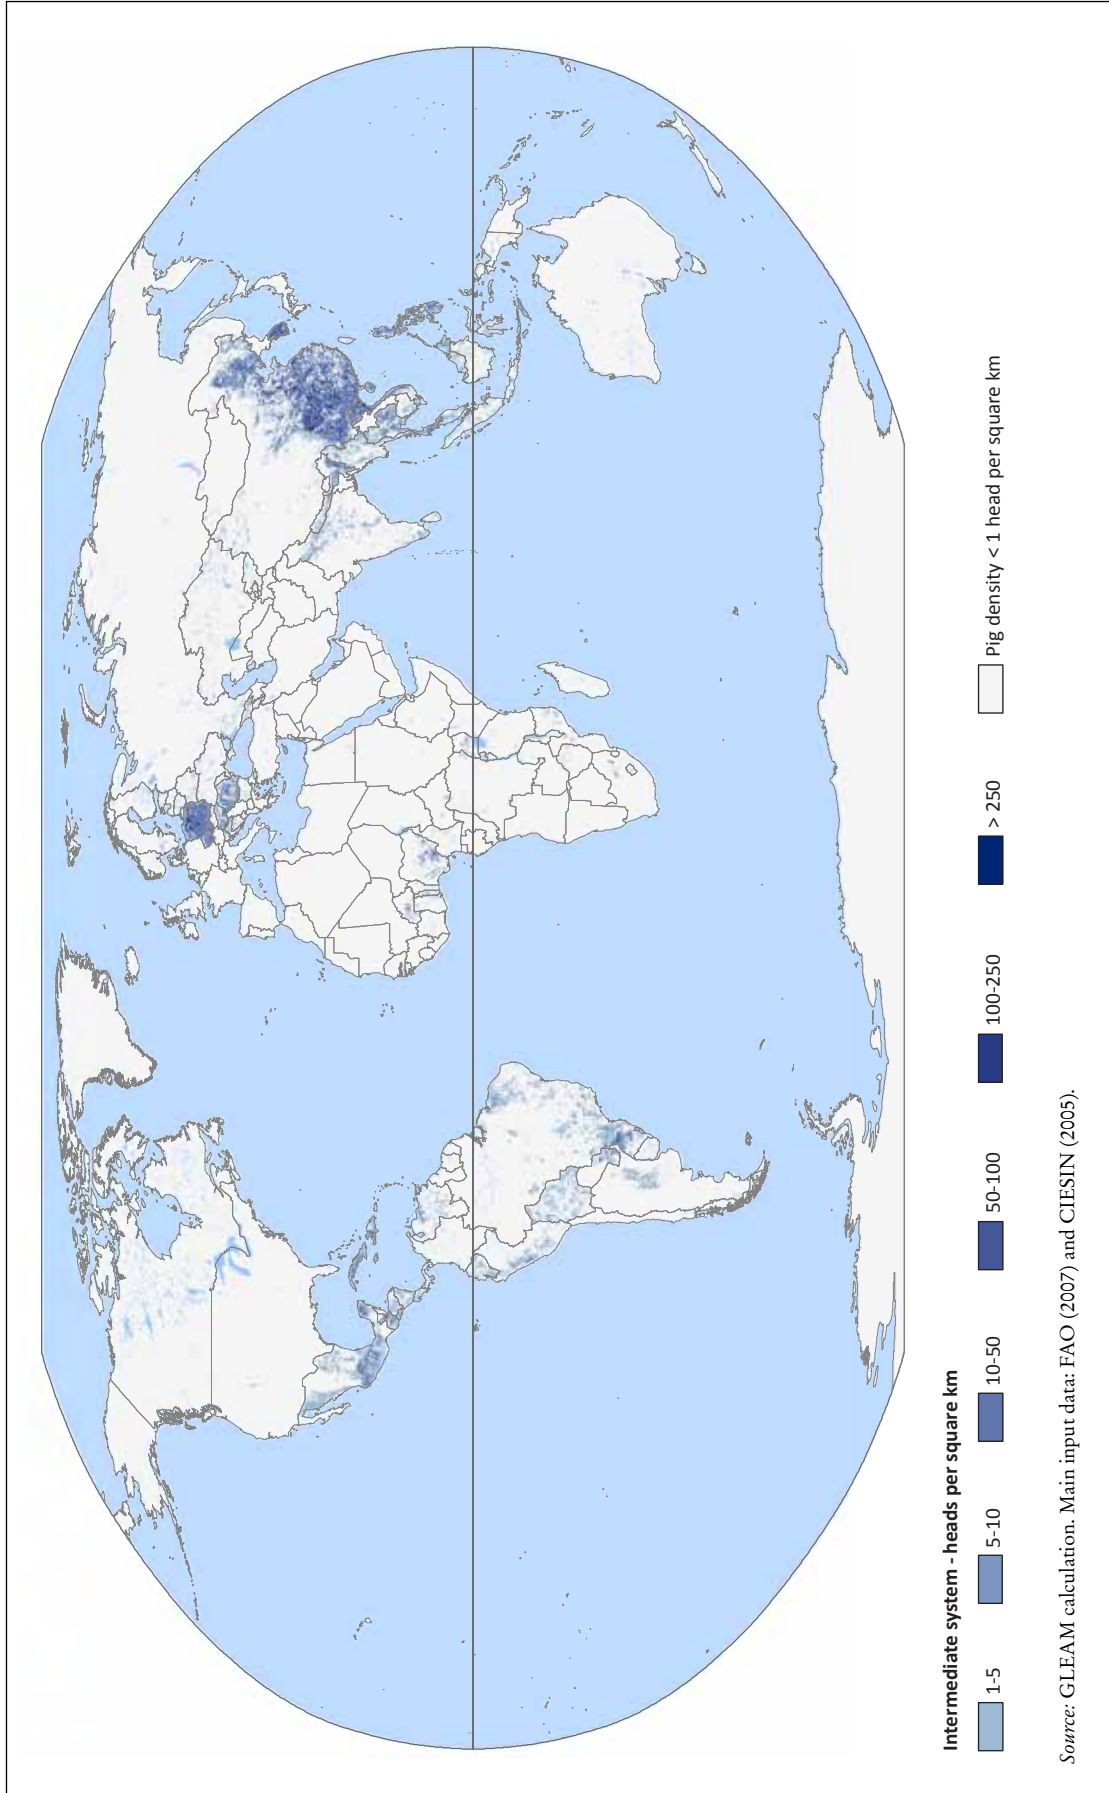 Intermediate system - heads per square km
1-5
5-10
10-50
50-100
100-250
> 250
Pig density < 1 head per square km
Source: GLEAM calculation. Main input data: FAO (2007) and CIESIN (2005).